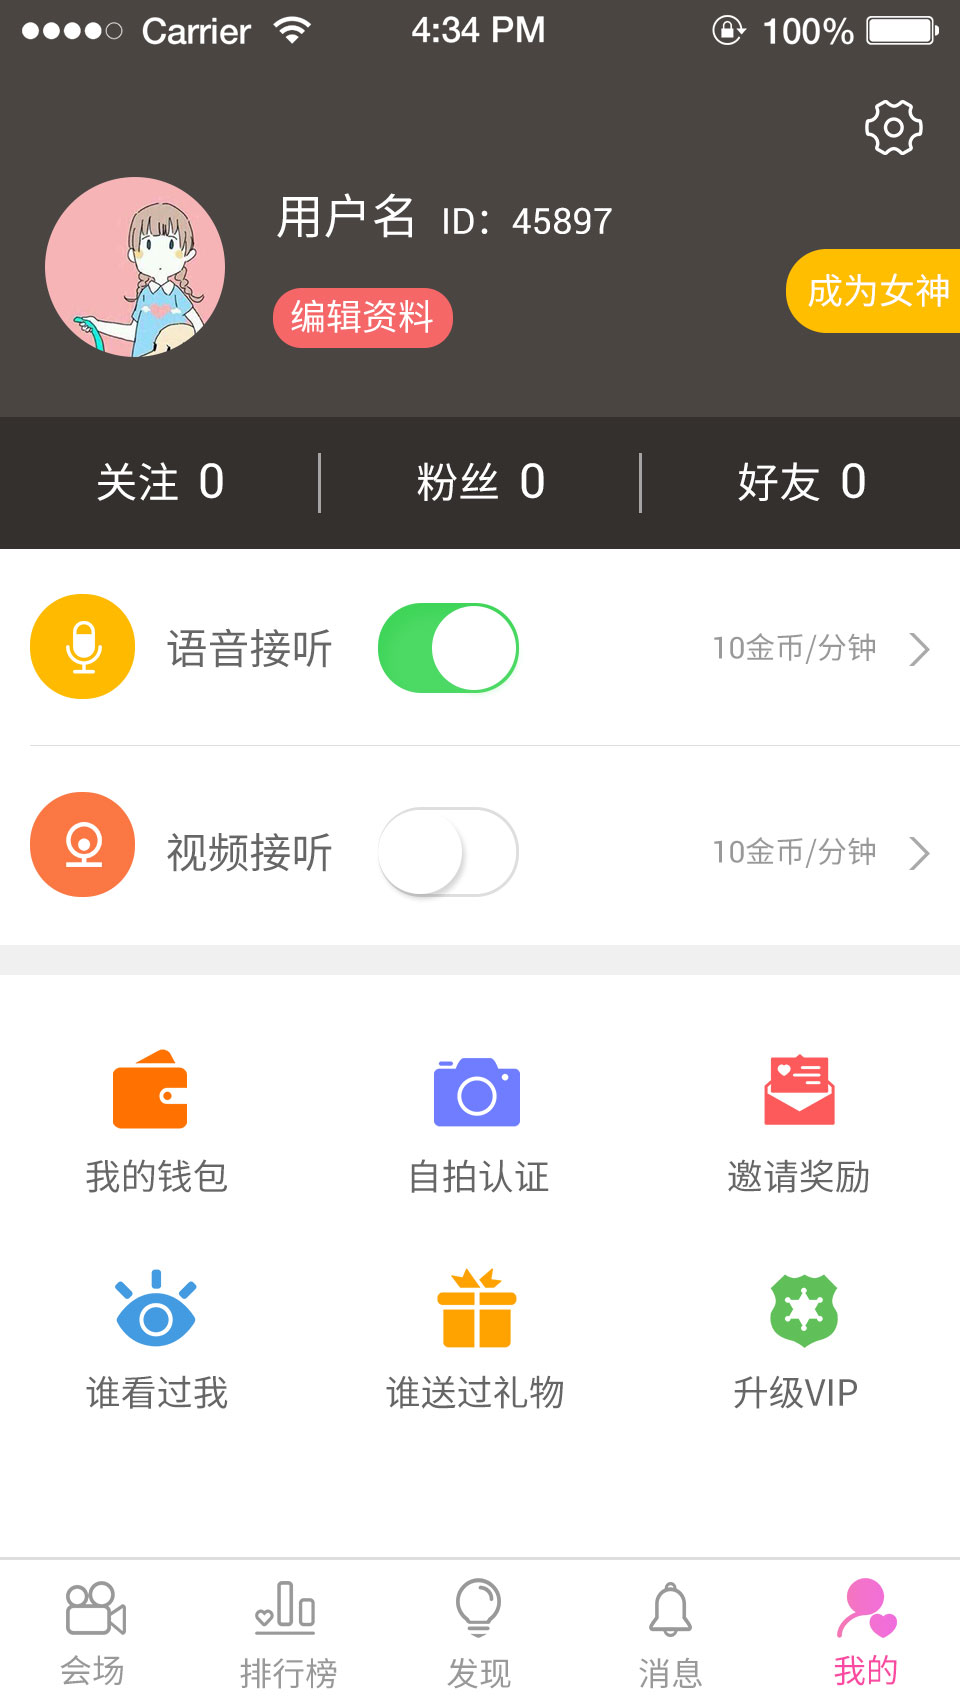 Carrier 4:34 PM 100%
用户名 ID：45897
成为女神
编辑资料
关注 0 粉丝 0 好友 0
语音接听 10金币/分钟
视频接听 10金币/分钟
我的钱包 自拍认证 邀请奖励
谁看过我 谁送过礼物 升级VIP
会场 排行榜 发现 消息 我的